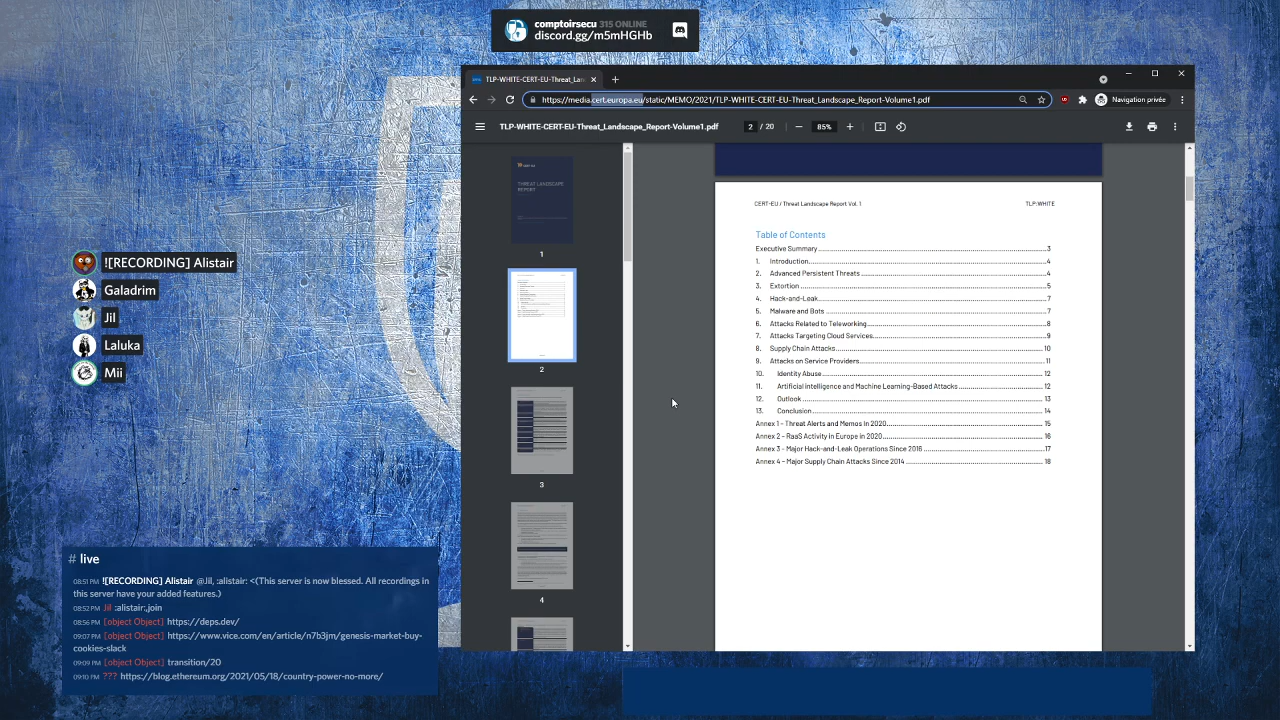 comptoirsecu 315 ONLINE
discord.gg/m5mHGHb
TLP-WHITE-CERT-EU-Threat_Lan
https://media.cert.europa.eu/static/MEMO/2021/TLP-WHITE-CERT-EU-Threat_Landscape_Report-Volume1.pdf
Navigation privée
TLP-WHITE-CERT-EU-Threat_Landscape_Report-Volume1.pdf
2 / 20
85%
THREAT LANDSCAPE
REPORT
1
2
3
4
CERT-EU / Threat Landscape Report Vol. 1
TLP:WHITE
Table of Contents
Executive Summary 3
1. Introduction 4
2. Advanced Persistent Threats 4
3. Extortion 5
4. Hack-and-Leak 7
5. Malware and Bots 7
6. Attacks Related to Teleworking 8
7. Attacks Targeting Cloud Services 9
8. Supply Chain Attacks 10
9. Attacks on Service Providers 11
10. Identity Abuse 12
11. Artificial Intelligence and Machine Learning-Based Attacks 12
12. Outlook 13
13. Conclusion 14
Annex 1 – Threat Alerts and Memos in 2020 15
Annex 2 – RaaS Activity in Europe in 2020 16
Annex 3 – Major Hack-and-Leak Operations Since 2016 17
Annex 4 – Major Supply Chain Attacks Since 2014 18
![RECORDING] Alistair
Galadrim
Jil
Laluka
Mii
# live
08:51 PM ![RECORDING] Alistair @Jil, :alistair: <(This server is now blessed. All recordings in
this server have your added features.)
08:52 PM Jil :alistair:,join
08:56 PM [object Object] https://deps.dev/
09:07 PM [object Object] https://www.vice.com/en/article/n7b3jm/genesis-market-buy-
cookies-slack
09:09 PM [object Object] transition/20
09:10 PM ??? https://blog.ethereum.org/2021/05/18/country-power-no-more/